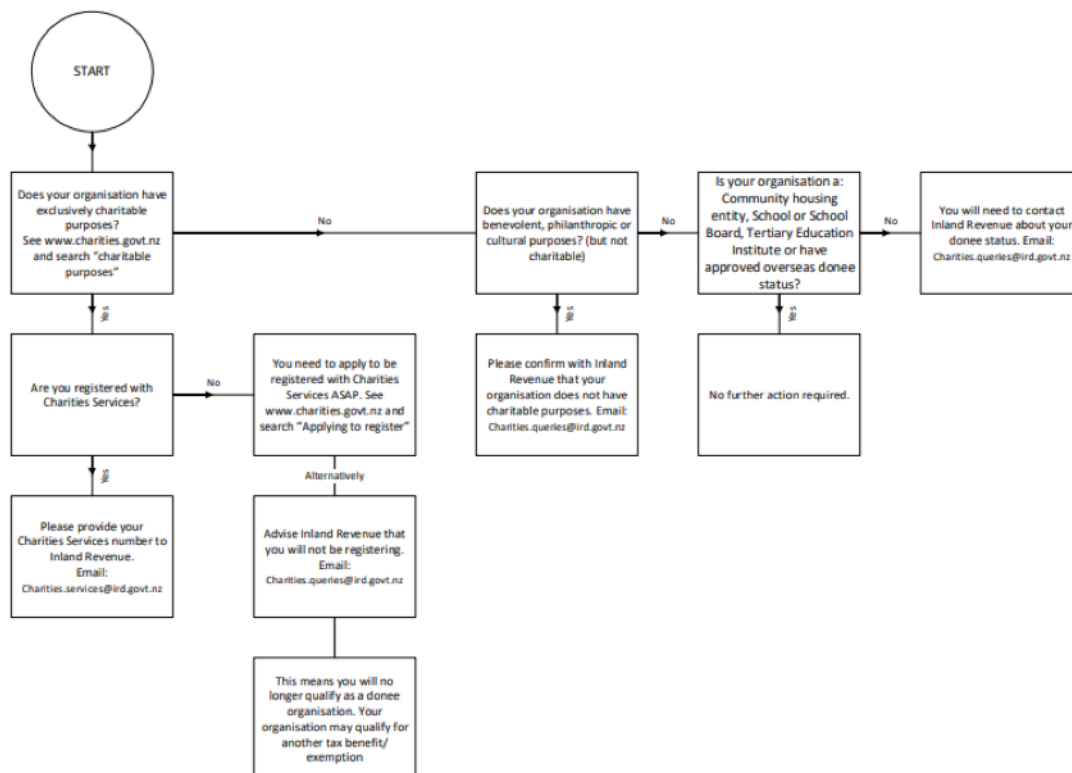 START
Does your organisation have
exclusively charitable
purposes?
See www.charities.govt.nz
and search "charitable
purposes"
No
Does your organisation have
benevolent, philanthropic or
cultural purposes? (but not
charitable)
No
Is your organisation a:
Community housing
entity, School or School
Board, Tertiary Education
Institute or have
approved overseas donee
status?
No
You will need to contact
Inland Revenue about your
donee status. Email:
Charities.queries@ird.govt.nz
Yes
Are you registered with
Charities Services?
No
You need to apply to be
registered with Charities
Services ASAP. See
www.charities.govt.nz and
search "Applying to register"
Yes
Please confirm with Inland
Revenue that your
organisation does not have
charitable purposes. Email:
Charities.queries@ird.govt.nz
Yes
No further action required.
Yes
Please provide your
Charities Services number to
Inland Revenue.
Email:
Charities.services@ird.govt.nz
Alternatively
Advise Inland Revenue that
you will not be registering.
Email:
Charities.queries@ird.govt.nz
This means you will no
longer qualify as a donee
organisation. Your
organisation may qualify for
another tax benefit/
exemption